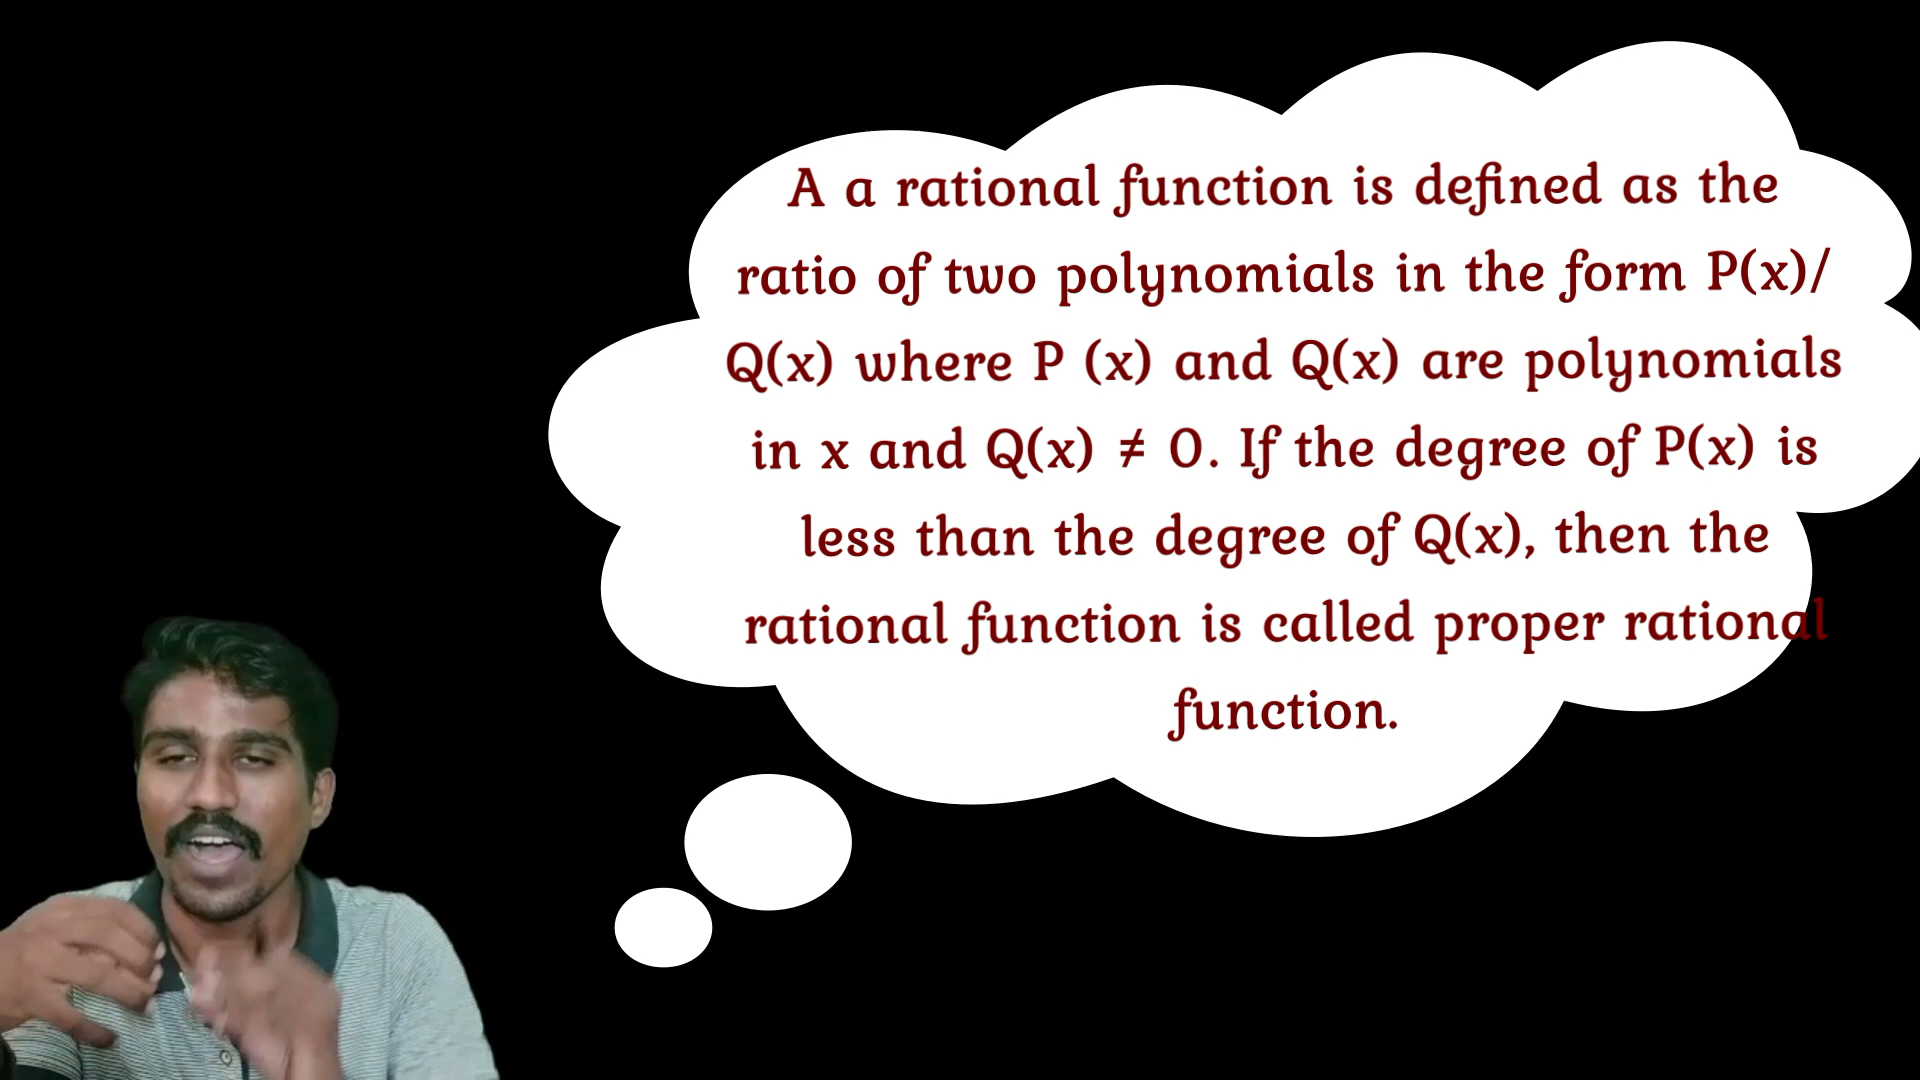 A a rational function is defined as the
ratio of two polynomials in the form P(x)/
Q(x) where P (x) and Q(x) are polynomials
in x and Q(x) ≠ 0. If the degree of P(x) is
less than the degree of Q(x), then the
rational function is called proper rational
function.